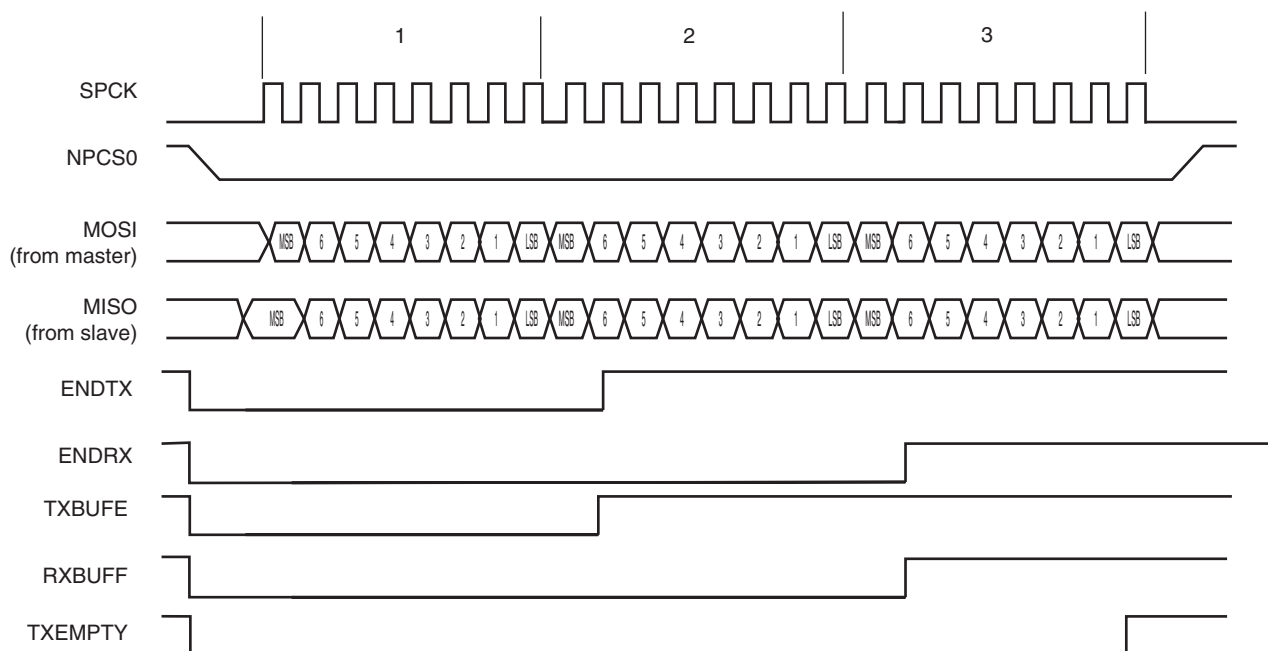 1 2 3
SPCK
NPCS0
MOSI
(from master)
MSB 6 5 4 3 2 1 LSB MSB 6 5 4 3 2 1 LSB MSB 6 5 4 3 2 1 LSB
MISO
(from slave)
MSB 6 5 4 3 2 1 LSB MSB 6 5 4 3 2 1 LSB MSB 6 5 4 3 2 1 LSB
ENDTX
ENDRX
TXBUFE
RXBUFF
TXEMPTY